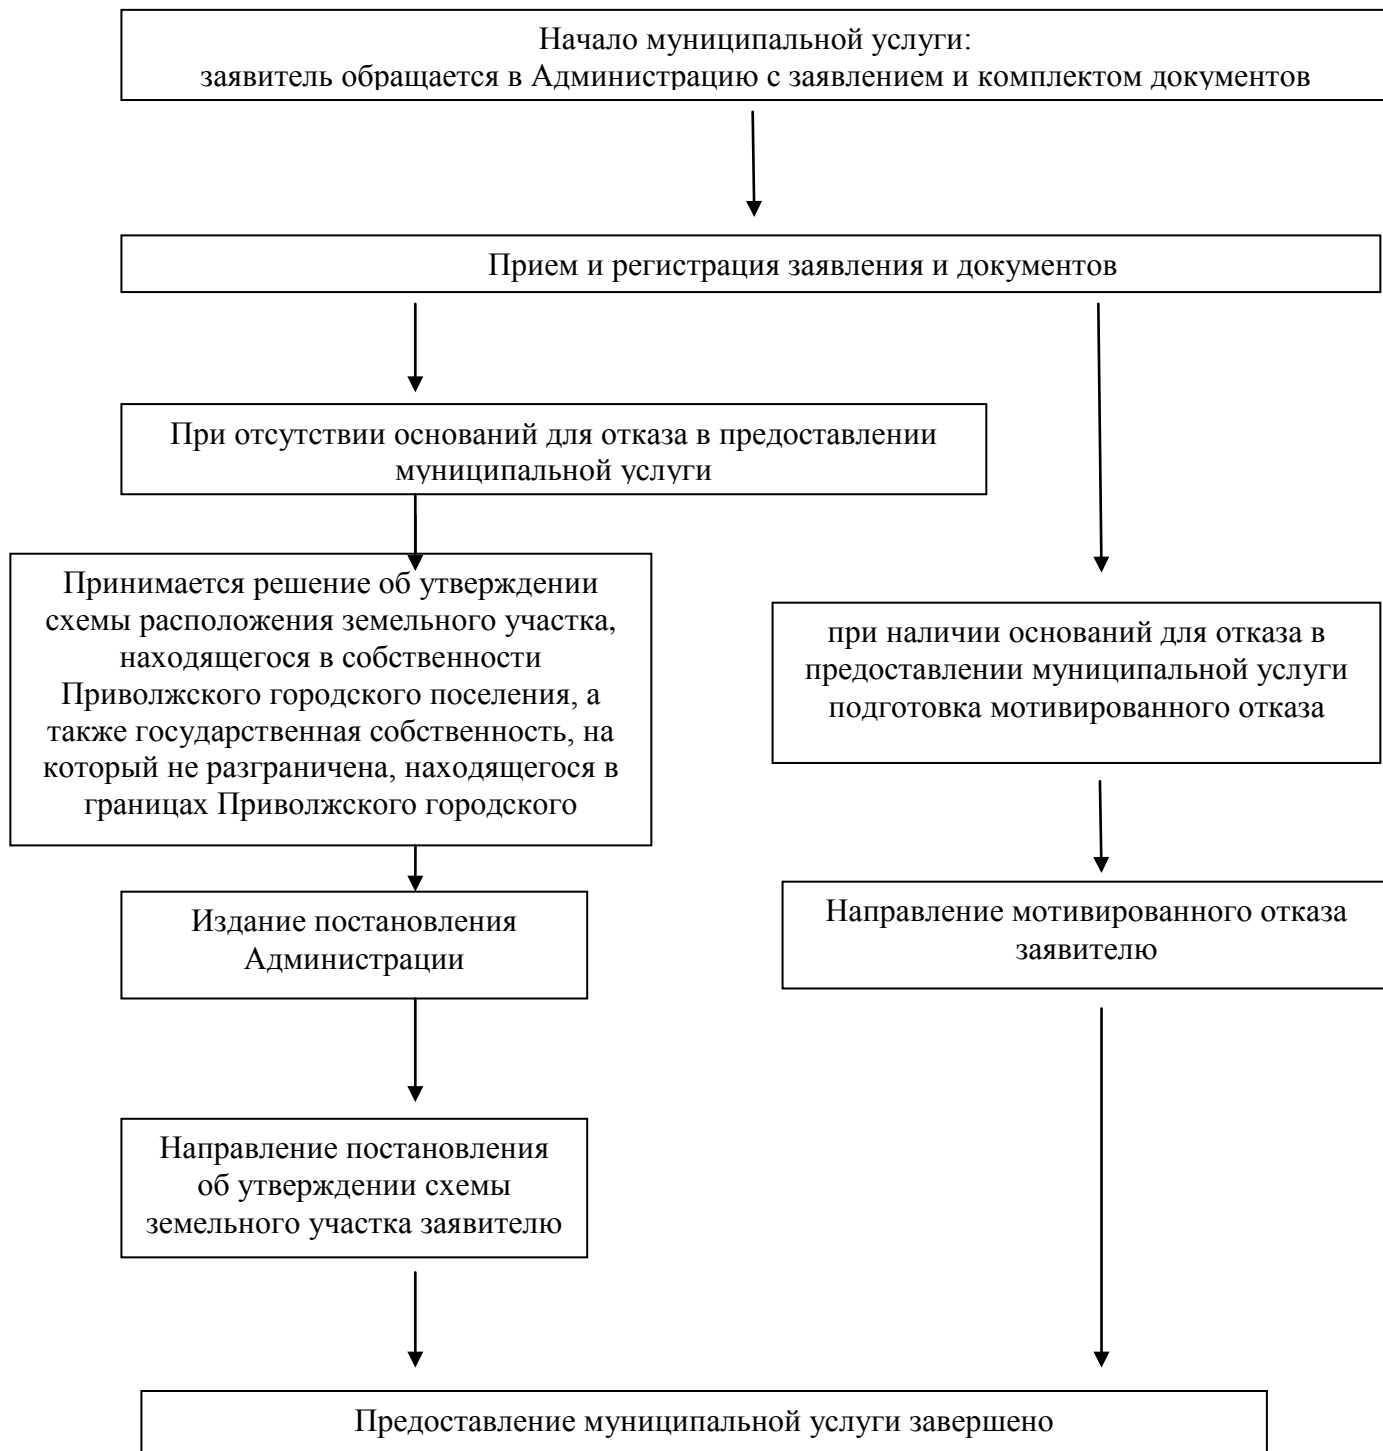 Начало муниципальной услуги:
заявитель обращается в Администрацию с заявлением и комплектом документов
Прием и регистрация заявления и документов
При отсутствии оснований для отказа в предоставлении
муниципальной услуги
Принимается решение об утверждении
схемы расположения земельного участка,
находящегося в собственности
Приволжского городского поселения, а
также государственная собственность, на
который не разграничена, находящегося в
границах Приволжского городского
при наличии оснований для отказа в
предоставлении муниципальной услуги
подготовка мотивированного отказа
Издание постановления
Администрации
Направление мотивированного отказа
заявителю
Направление постановления
об утверждении схемы
земельного участка заявителю
Предоставление муниципальной услуги завершено